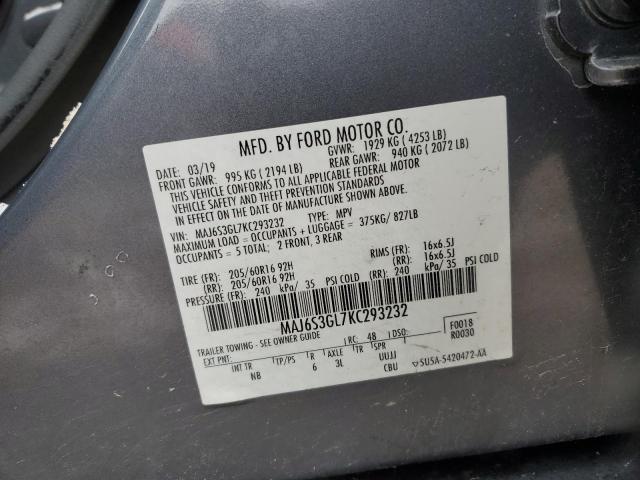 MFD. BY FORD MOTOR CO.
DATE: 03/19 GVWR: 1929 KG ( 4253 LB)
FRONT GAWR: 995 KG ( 2194 LB) REAR GAWR: 940 KG ( 2072 LB)
THIS VEHICLE CONFORMS TO ALL APPLICABLE FEDERAL MOTOR
VEHICLE SAFETY AND THEFT PREVENTION STANDARDS
IN EFFECT ON THE DATE OF MANUFACTURE SHOWN ABOVE.
VIN: MAJ6S3GL7KC293232 TYPE: MPV
MAXIMUM LOAD = OCCUPANTS + LUGGAGE = 375KG/ 827LB
OCCUPANTS = 5 TOTAL; 2 FRONT, 3 REAR
TIRE (FR): 205/60R16 92H RIMS (FR): 16x6.5J
(RR): 205/60R16 92H (RR): 16x6.5J
PRESSURE (FR): 240 kPa/ 35 PSI COLD (RR): 240 kPa/ 35 PSI COLD
MAJ6S3GL7KC293232
TRAILER TOWING - SEE OWNER GUIDE RC: 48 DSO: F0018
EXT PNT: R0030
INT TR TP/PS R AXLE TR SPR UUJJ
NB 6 3L CBU 5U5A-5420472-AA